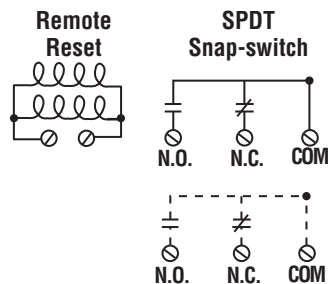 Remote
Reset
SPDT
Snap-switch
N.O. N.C. COM
N.O. N.C. COM